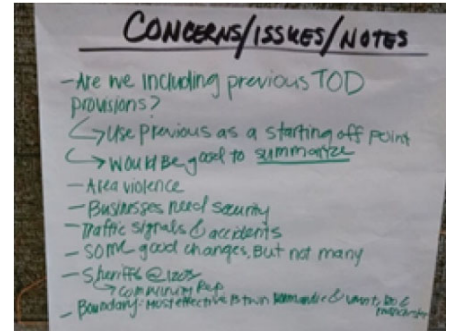 CONCERNS/ISSUES/NOTES
- Are we including previous TOD
provisions?
↳ Use previous as a starting off point
↳ Would Be good to summarize
- Area violence
- Businesses need security
- Traffic signals & accidents
- Some good changes, But not many
- Sheriffs @
↳ Community Rep
- Boundary: Most effective Btwn &